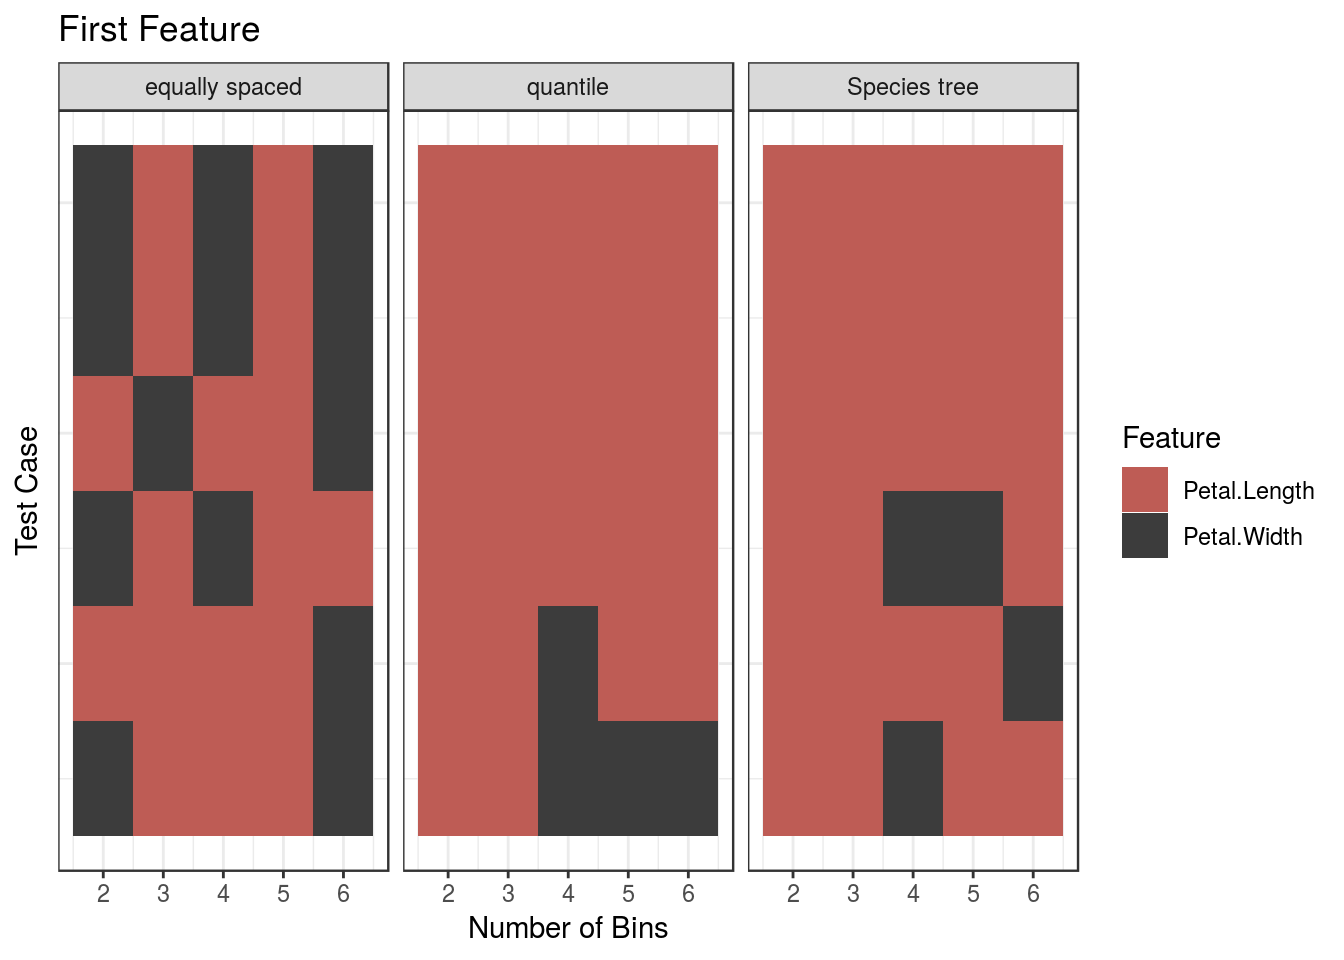 First Feature
equally spaced
quantile
Species tree
Test Case
2 3 4 5 6
2 3 4 5 6
2 3 4 5 6
Number of Bins
Feature
Petal.Length
Petal.Width